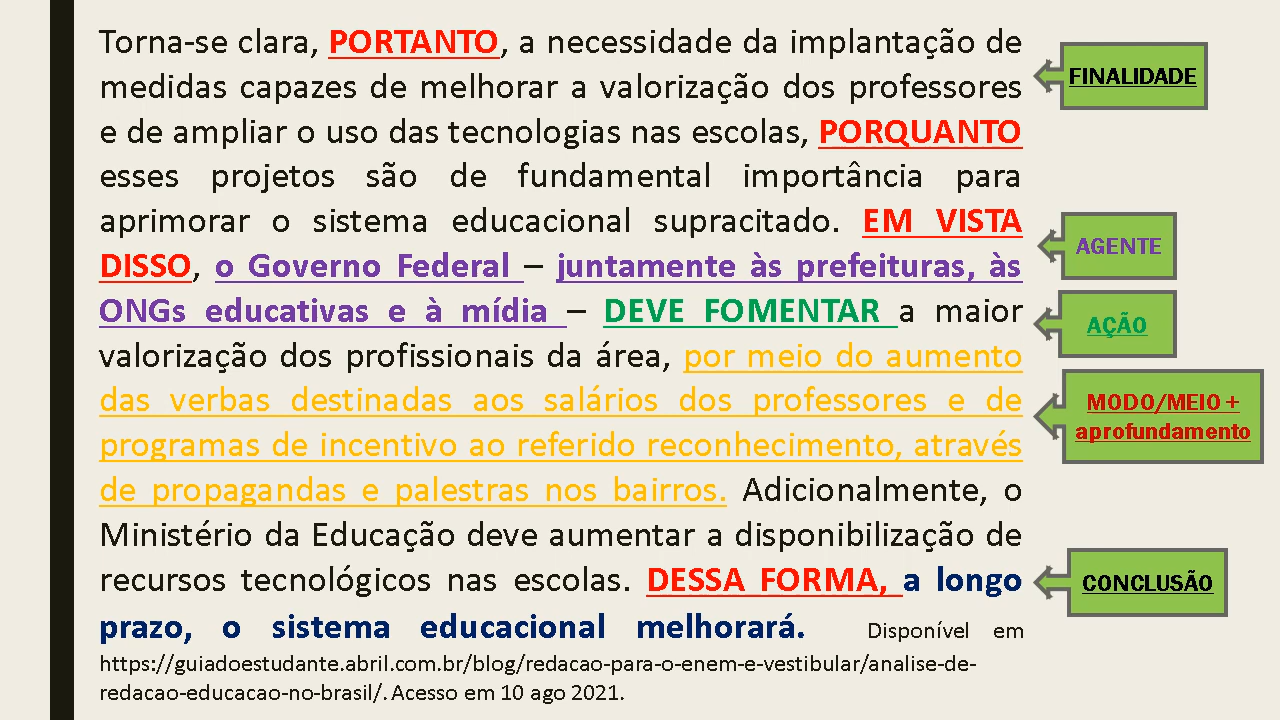 Torna-se clara, PORTANTO, a necessidade da implantação de
medidas capazes de melhorar a valorização dos professores
e de ampliar o uso das tecnologias nas escolas, PORQUANTO
esses projetos são de fundamental importância para
aprimorar o sistema educacional supracitado. EM VISTA
DISSO, o Governo Federal – juntamente às prefeituras, às
ONGs educativas e à mídia – DEVE FOMENTAR a maior
valorização dos profissionais da área, por meio do aumento
das verbas destinadas aos salários dos professores e de
programas de incentivo ao referido reconhecimento, através
de propagandas e palestras nos bairros. Adicionalmente, o
Ministério da Educação deve aumentar a disponibilização de
recursos tecnológicos nas escolas. DESSA FORMA, a longo
prazo, o sistema educacional melhorará. Disponível em
https://guiadoestudante.abril.com.br/blog/redacao-para-o-enem-e-vestibular/analise-de-
redacao-educacao-no-brasil/. Acesso em 10 ago 2021.
FINALIDADE
AGENTE
AÇÃO
MODO/MEIO +
aprofundamento
CONCLUSÃO